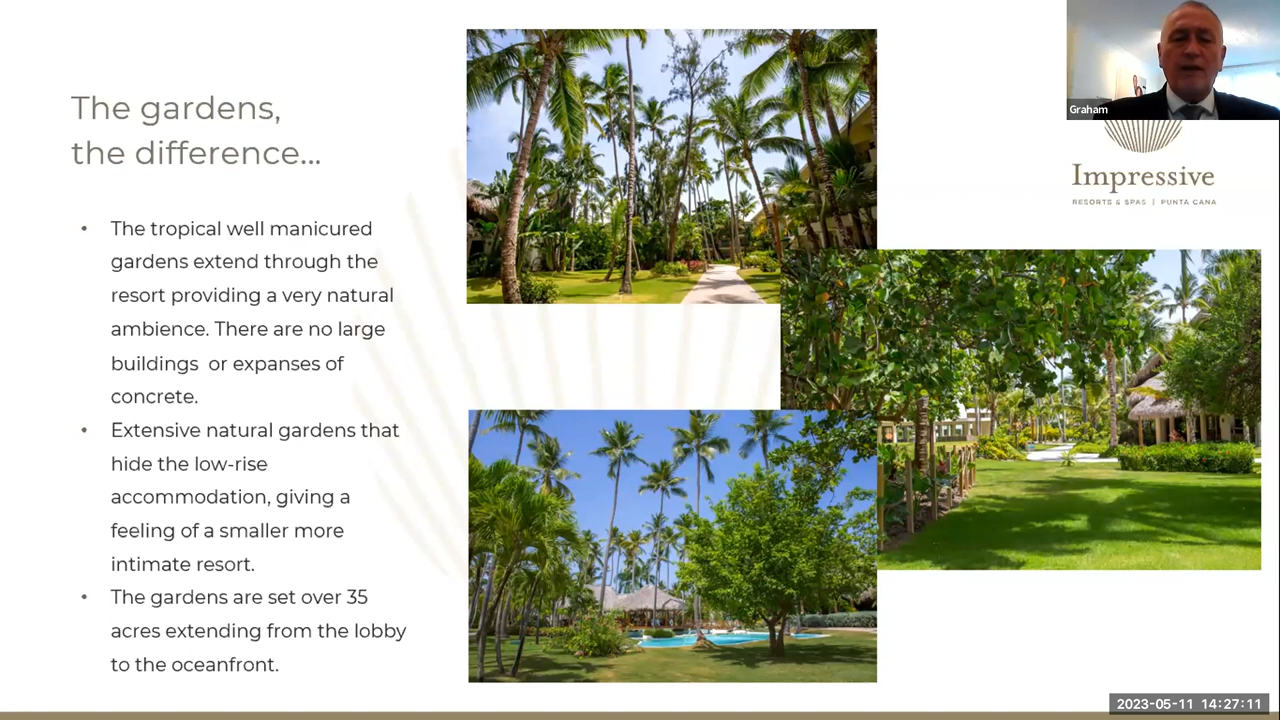 The gardens,
the difference...
• The tropical well manicured
gardens extend through the
resort providing a very natural
ambience. There are no large
buildings  or expanses of
concrete.
• Extensive natural gardens that
hide the low-rise
accommodation, giving a
feeling of a smaller more
intimate resort.
• The gardens are set over 35
acres extending from the lobby
to the oceanfront.
Graham
Impressive
RESORTS & SPAS | PUNTA CANA
2023-05-11 14:27:11